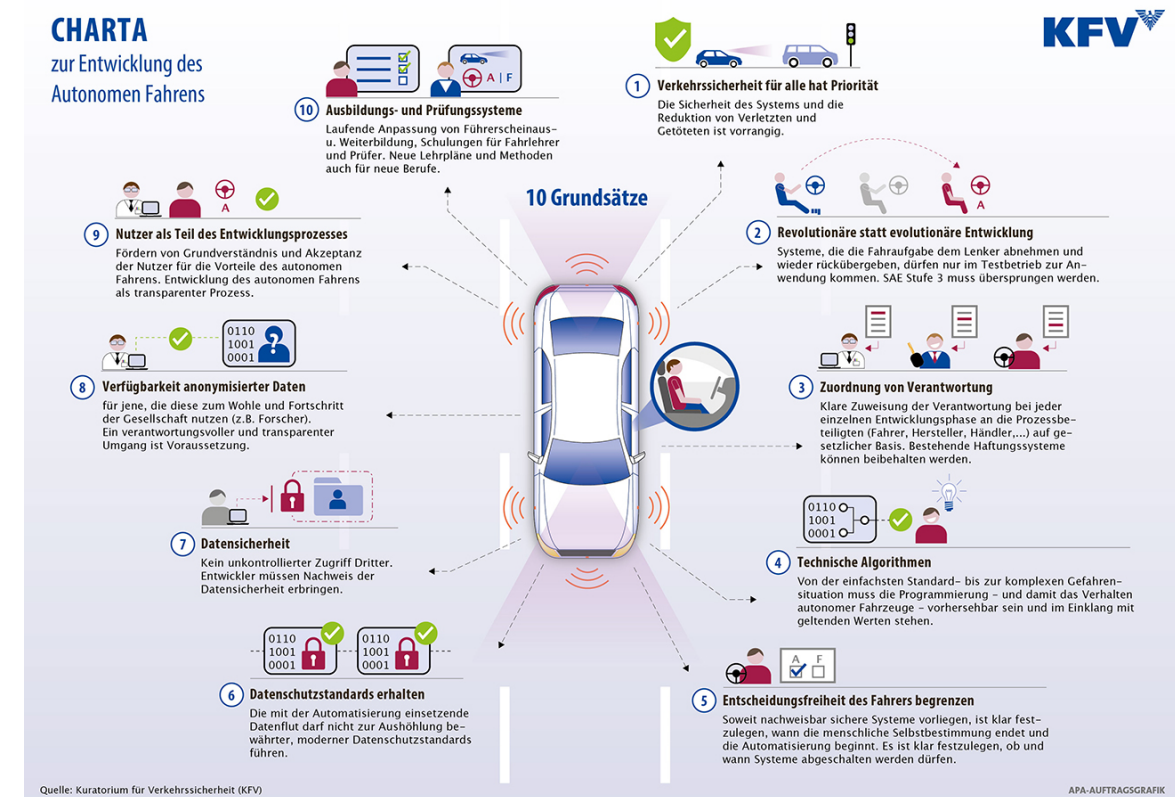 CHARTA
zur Entwicklung des
Autonomen Fahrens
KFV
10 Grundsätze
1 Verkehrssicherheit für alle hat Priorität
Die Sicherheit des Systems und die
Reduktion von Verletzten und
Getöteten ist vorrangig.
A
2 Revolutionäre statt evolutionäre Entwicklung
Systeme, die die Fahraufgabe dem Lenker abnehmen und
wieder rückübergeben, dürfen nur im Testbetrieb zur An-
wendung kommen. SAE Stufe 3 muss übersprungen werden.
3 Zuordnung von Verantwortung
Klare Zuweisung der Verantwortung bei jeder
einzelnen Entwicklungsphase an die Prozessbe-
teiligten (Fahrer, Hersteller, Händler,...) auf ge-
setzlicher Basis. Bestehende Haftungssysteme
können beibehalten werden.
0110
1001
0001
4 Technische Algorithmen
Von der einfachsten Standard- bis zur komplexen Gefahren-
situation muss die Programmierung – und damit das Verhalten
autonomer Fahrzeuge – vorhersehbar sein und im Einklang mit
geltenden Werten stehen.
A F
5 Entscheidungsfreiheit des Fahrers begrenzen
Soweit nachweisbar sichere Systeme vorliegen, ist klar fest-
zulegen, wann die menschliche Selbstbestimmung endet und
die Automatisierung beginnt. Es ist klar festzulegen, ob und
wann Systeme abgeschalten werden dürfen.
0110 0110
1001 1001
0001 0001
6 Datenschutzstandards erhalten
Die mit der Automatisierung einsetzende
Datenflut darf nicht zur Aushöhlung be-
währter, moderner Datenschutzstandards
führen.
7 Datensicherheit
Kein unkontrollierter Zugriff Dritter.
Entwickler müssen Nachweis der
Datensicherheit erbringen.
0110
1001
0001
?
8 Verfügbarkeit anonymisierter Daten
für jene, die diese zum Wohle und Fortschritt
der Gesellschaft nutzen (z.B. Forscher).
Ein verantwortungsvoller und transparenter
Umgang ist Voraussetzung.
A
9 Nutzer als Teil des Entwicklungsprozesses
Fördern von Grundverständnis und Akzeptanz
der Nutzer für die Vorteile des autonomen
Fahrens. Entwicklung des autonomen Fahrens
als transparenter Prozess.
A | F
10 Ausbildungs- und Prüfungssysteme
Laufende Anpassung von Führerscheinaus-
u. Weiterbildung, Schulungen für Fahrlehrer
und Prüfer. Neue Lehrpläne und Methoden
auch für neue Berufe.
Quelle: Kuratorium für Verkehrssicherheit (KFV)
APA-AUFTRAGSGRAFIK